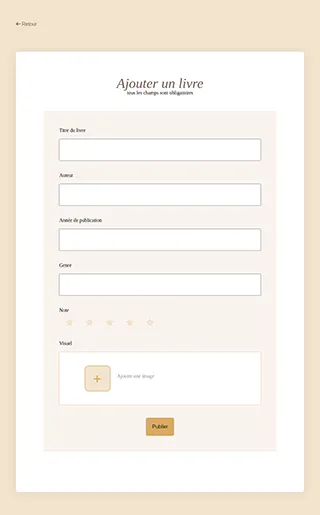 ← Retour
Ajouter un livre
tous les champs sont obligatoires
Titre du livre
Auteur
Année de publication
Genre
Note
Visuel
+
Ajouter une image
Publier